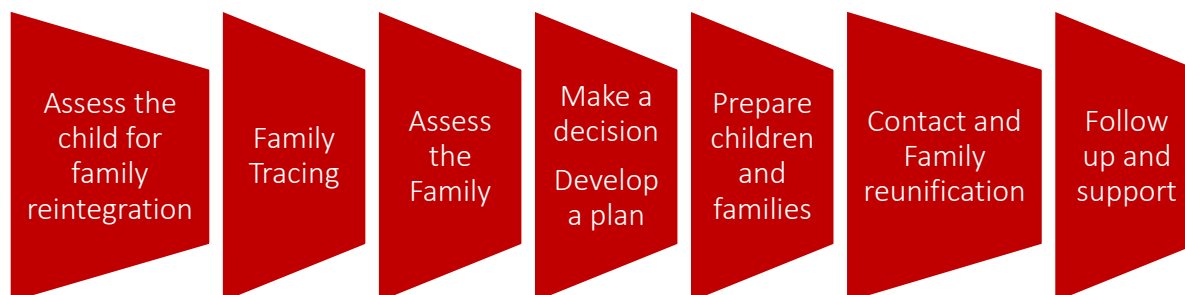 Assess the
child for
family
reintegration
Family
Tracing
Assess
the
Family
Make a
decision
Develop
a plan
Prepare
children
and
families
Contact and
Family
reunification
Follow
up and
support